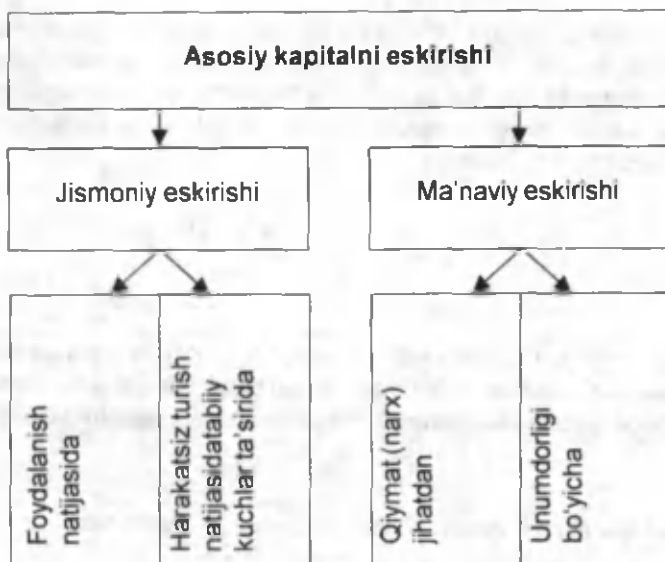 Asosiy kapitalni eskirishi
Jismoniy eskirishi
Ma'naviy eskirishi
Foydalanish
natijasida
Harakatsiz turish
natijasidatabiiy
kuchlar ta'sirida
Qiymat (narx)
jihatdan
Unumdorligi
bo'yicha